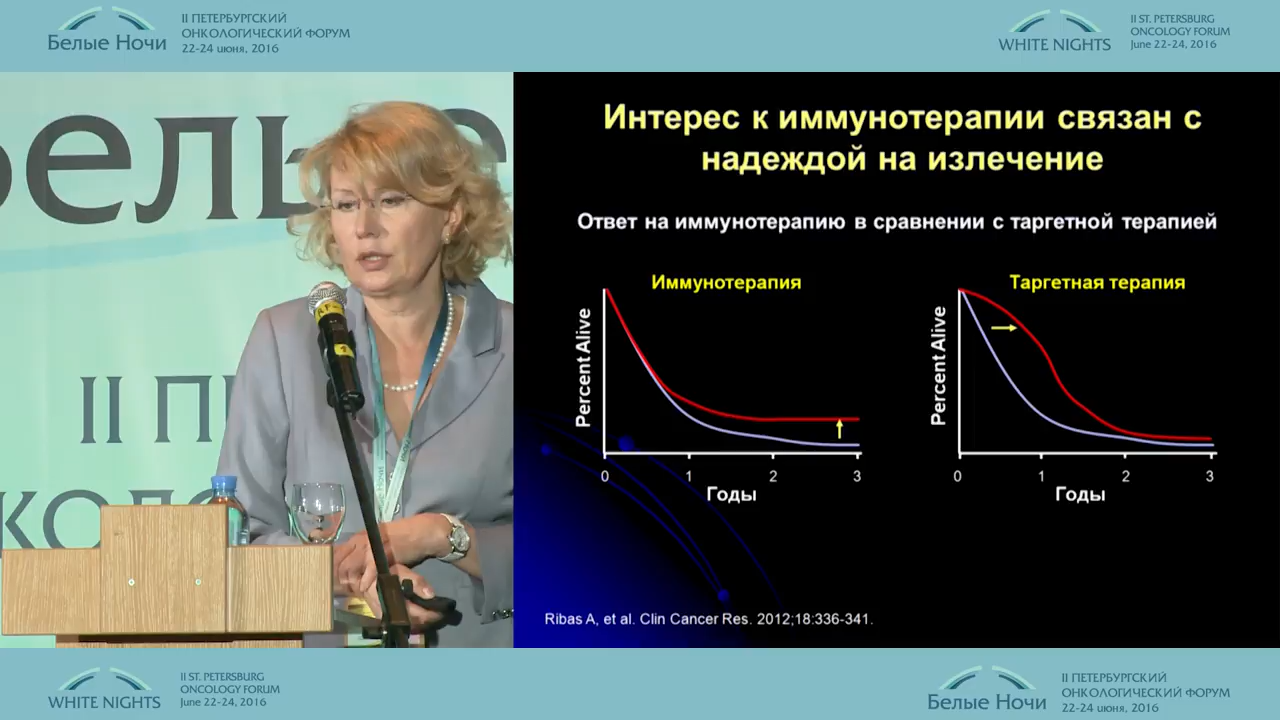 Белые Ночи
II ПЕТЕРБУРГСКИЙ
ОНКОЛОГИЧЕСКИЙ ФОРУМ
22-24 июня, 2016
WHITE NIGHTS
II ST. PETERSBURG
ONCOLOGY FORUM
June 22-24, 2016
Интерес к иммунотерапии связан с
надеждой на излечение
Ответ на иммунотерапию в сравнении с таргетной терапией
Иммунотерапия
Percent Alive
0 1 2 3
Годы
Таргетная терапия
Percent Alive
0 1 2 3
Годы
Ribas A, et al. Clin Cancer Res. 2012;18:336-341.
WHITE NIGHTS
II ST. PETERSBURG
ONCOLOGY FORUM
June 22-24, 2016
Белые Ночи
II ПЕТЕРБУРГСКИЙ
ОНКОЛОГИЧЕСКИЙ ФОРУМ
22-24 июня, 2016